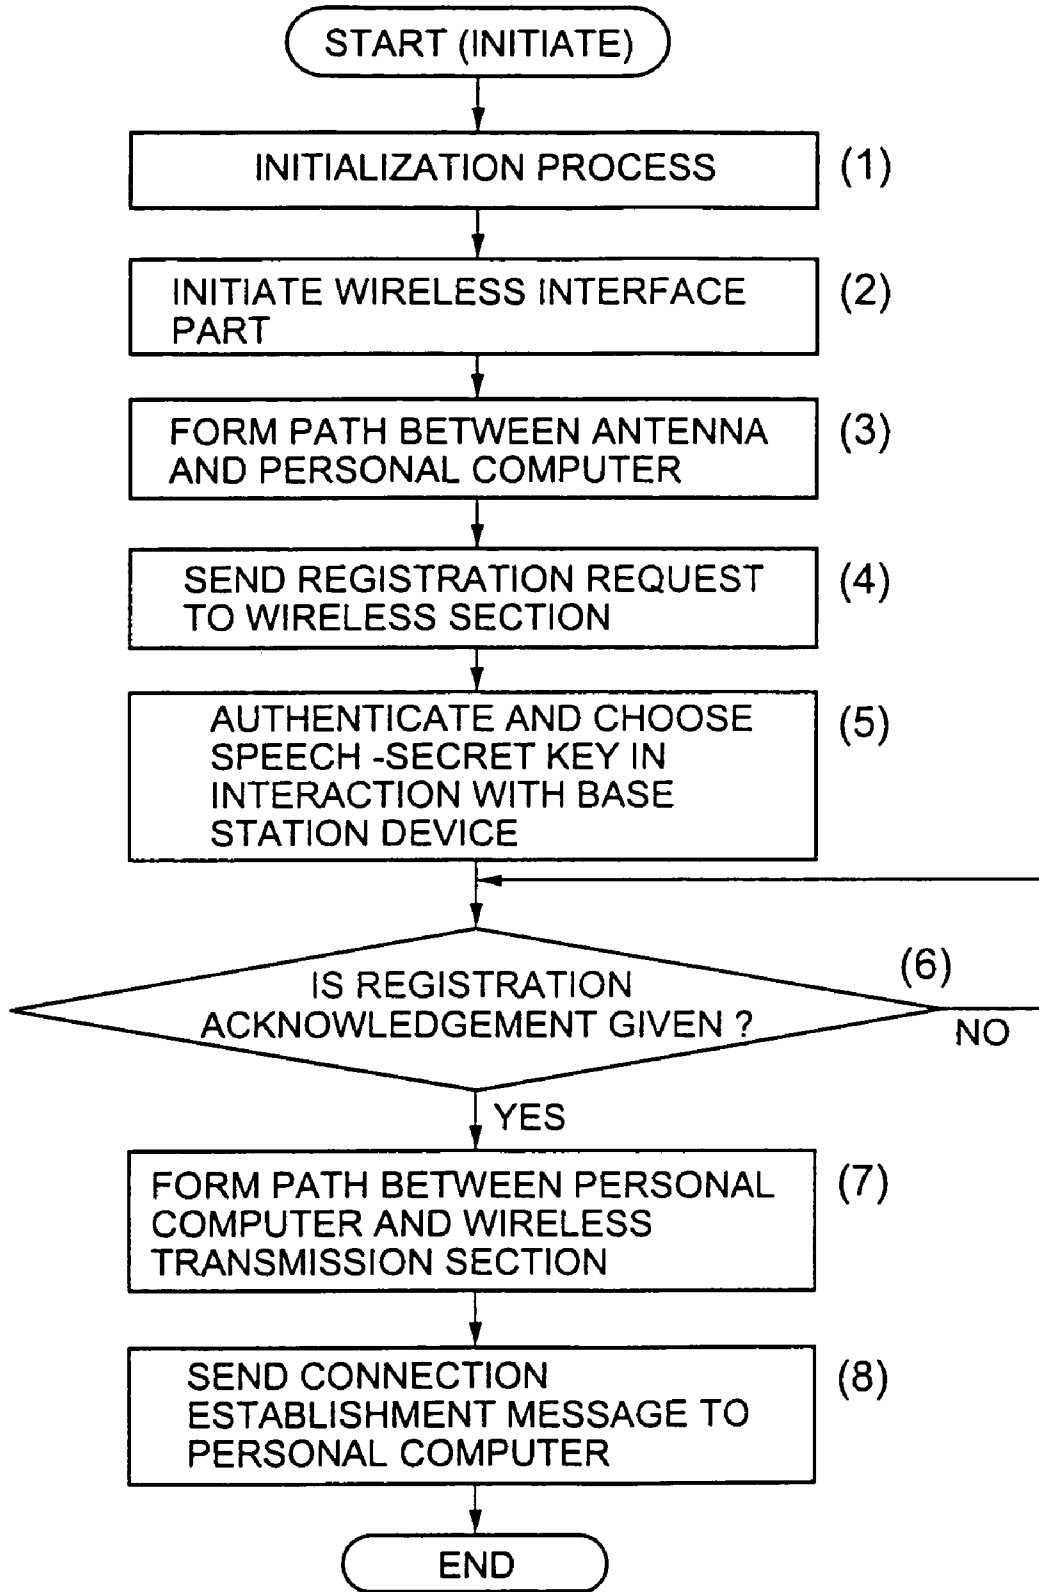 START (INITIATE)
INITIALIZATION PROCESS
(1)
INITIATE WIRELESS INTERFACE
PART
(2)
FORM PATH BETWEEN ANTENNA
AND PERSONAL COMPUTER
(3)
SEND REGISTRATION REQUEST
TO WIRELESS SECTION
(4)
AUTHENTICATE AND CHOOSE
SPEECH -SECRET KEY IN
INTERACTION WITH BASE
STATION DEVICE
(5)
IS REGISTRATION
ACKNOWLEDGEMENT GIVEN ?
(6)
NO
YES
FORM PATH BETWEEN PERSONAL
COMPUTER AND WIRELESS
TRANSMISSION SECTION
(7)
SEND CONNECTION
ESTABLISHMENT MESSAGE TO
PERSONAL COMPUTER
(8)
END